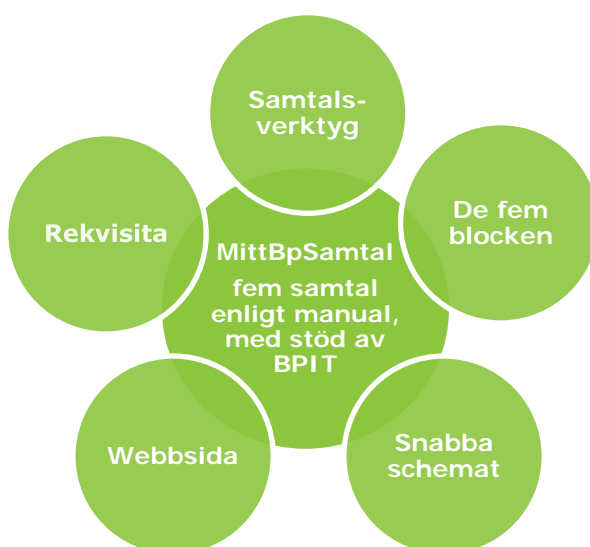 Samtals-
verktyg
De fem
blocken
Rekvisita
MittBpSamtal
fem samtal
enligt manual,
med stöd av
BPIT
Webbsida
Snabba
schemat